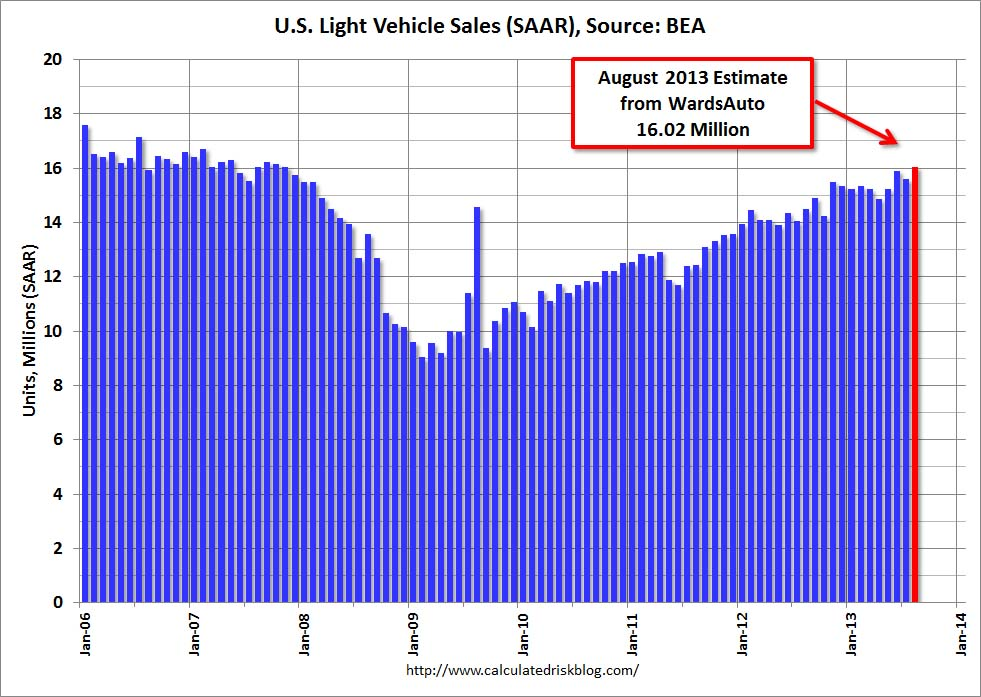 U.S. Light Vehicle Sales (SAAR), Source: BEA
August 2013 Estimate
from WardsAuto
16.02 Million
Units, Millions (SAAR)
20
18
16
14
12
10
8
6
4
2
0
Jan-06
Jan-07
Jan-08
Jan-09
Jan-10
Jan-11
Jan-12
Jan-13
Jan-14
http://www.calculatedriskblog.com/